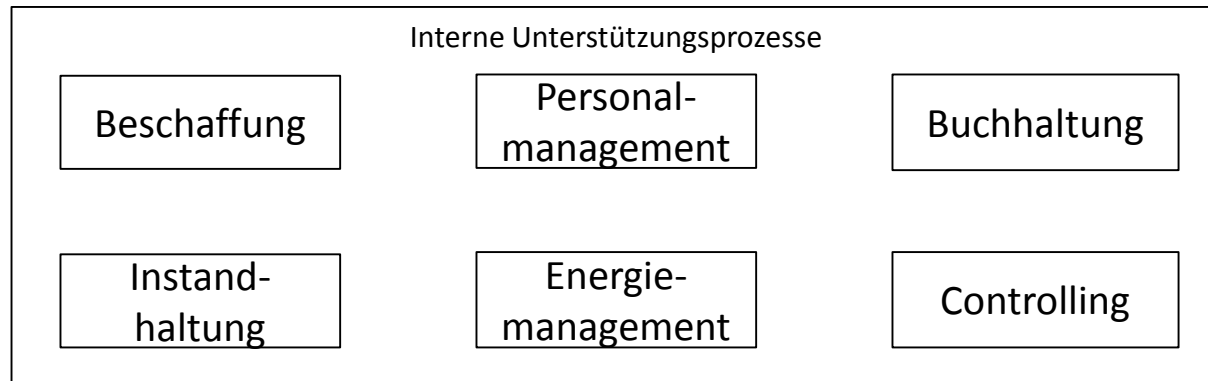 Interne Unterstützungsprozesse
Beschaffung
Personal-
management
Buchhaltung
Instand-
haltung
Energie-
management
Controlling